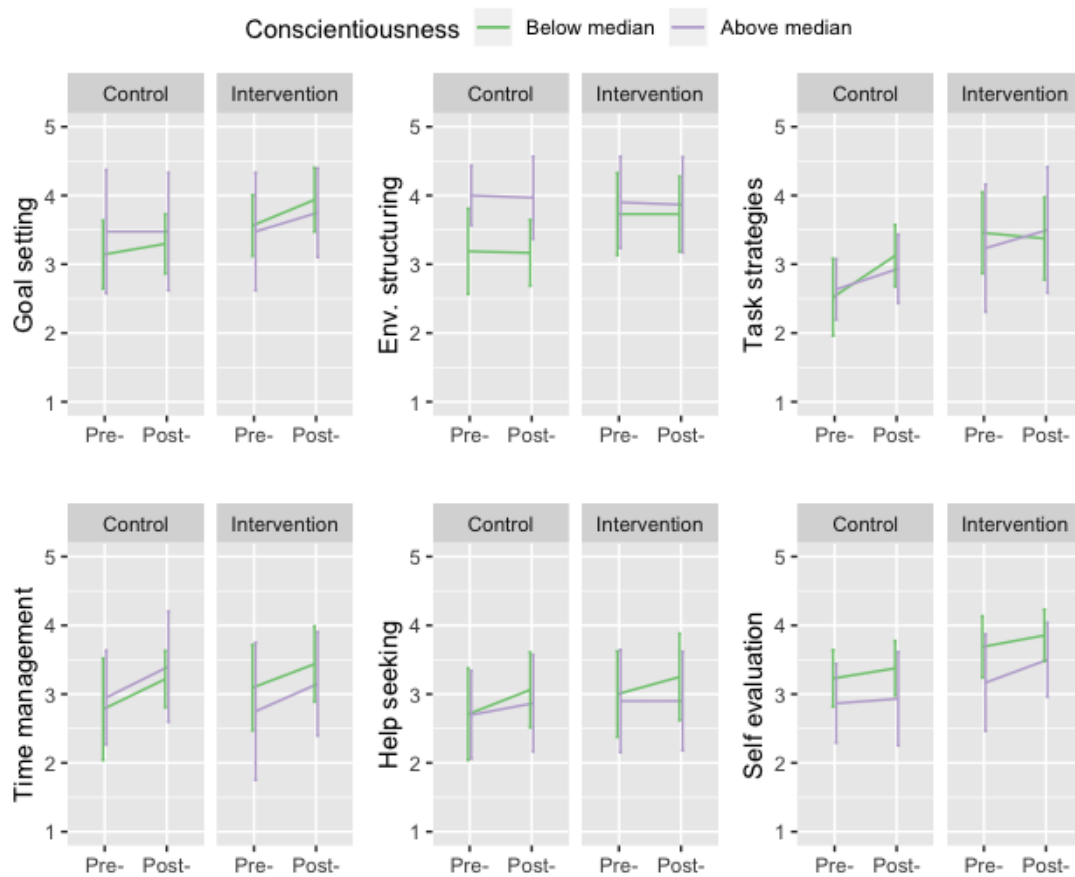 Conscientiousness Below median Above median
Control Intervention Control Intervention Control Intervention
Goal setting
5
4
3
2
1
Pre- Post- Pre- Post-
Env. structuring
5
4
3
2
1
Pre- Post- Pre- Post-
Task strategies
5
4
3
2
1
Pre- Post- Pre- Post-
Control Intervention Control Intervention Control Intervention
Time management
5
4
3
2
1
Pre- Post- Pre- Post-
Help seeking
5
4
3
2
1
Pre- Post- Pre- Post-
Self evaluation
5
4
3
2
1
Pre- Post- Pre- Post-